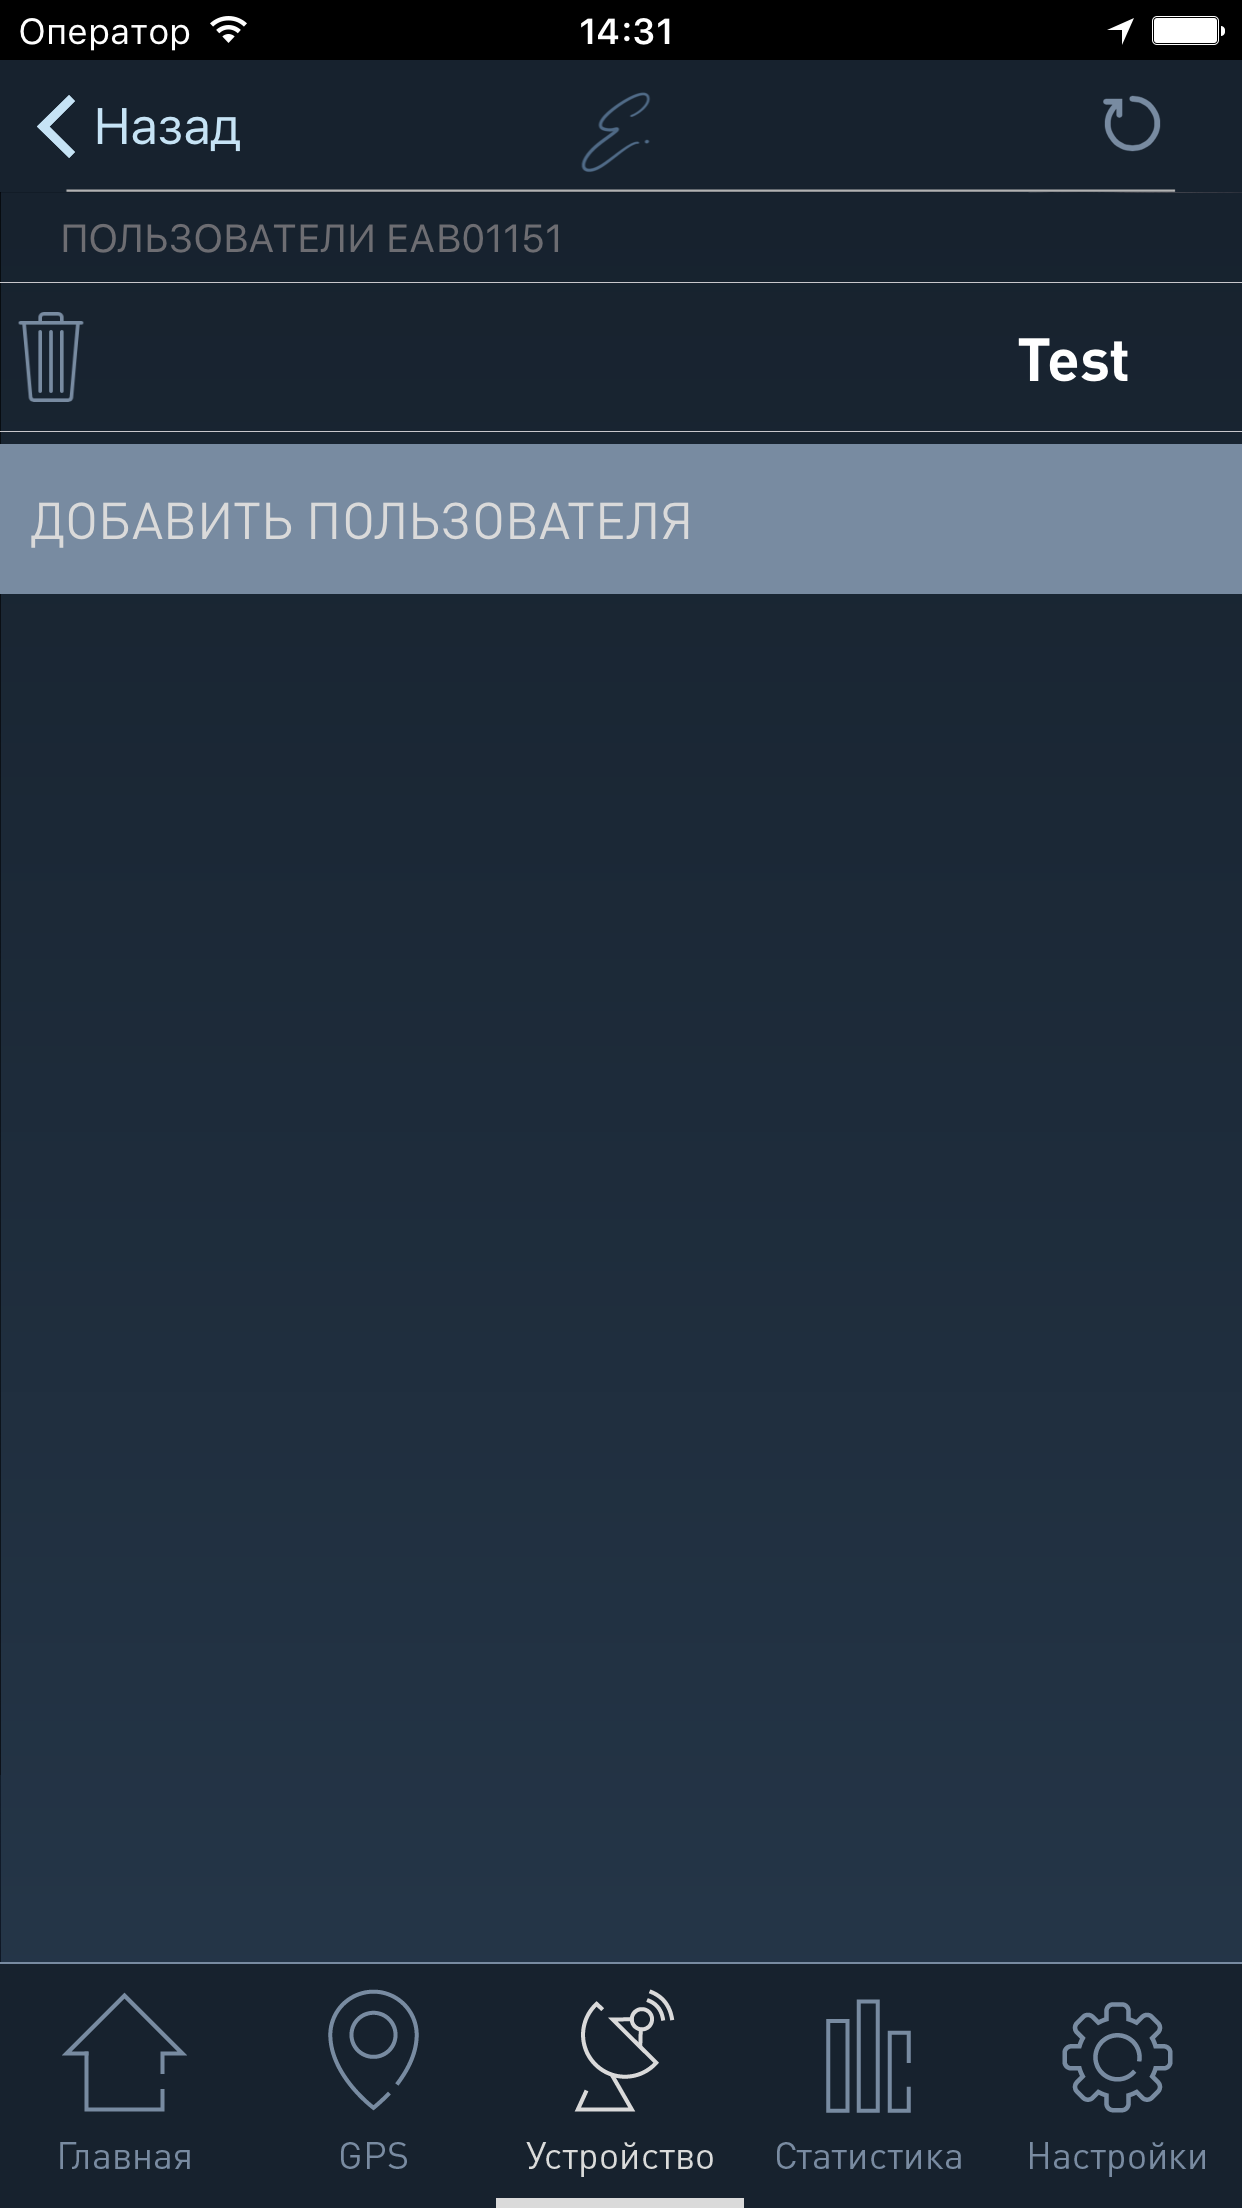 Оператор 14:31
Назад E.
ПОЛЬЗОВАТЕЛИ EAB01151
Test
ДОБАВИТЬ ПОЛЬЗОВАТЕЛЯ
Главная GPS Устройство Статистика Настройки